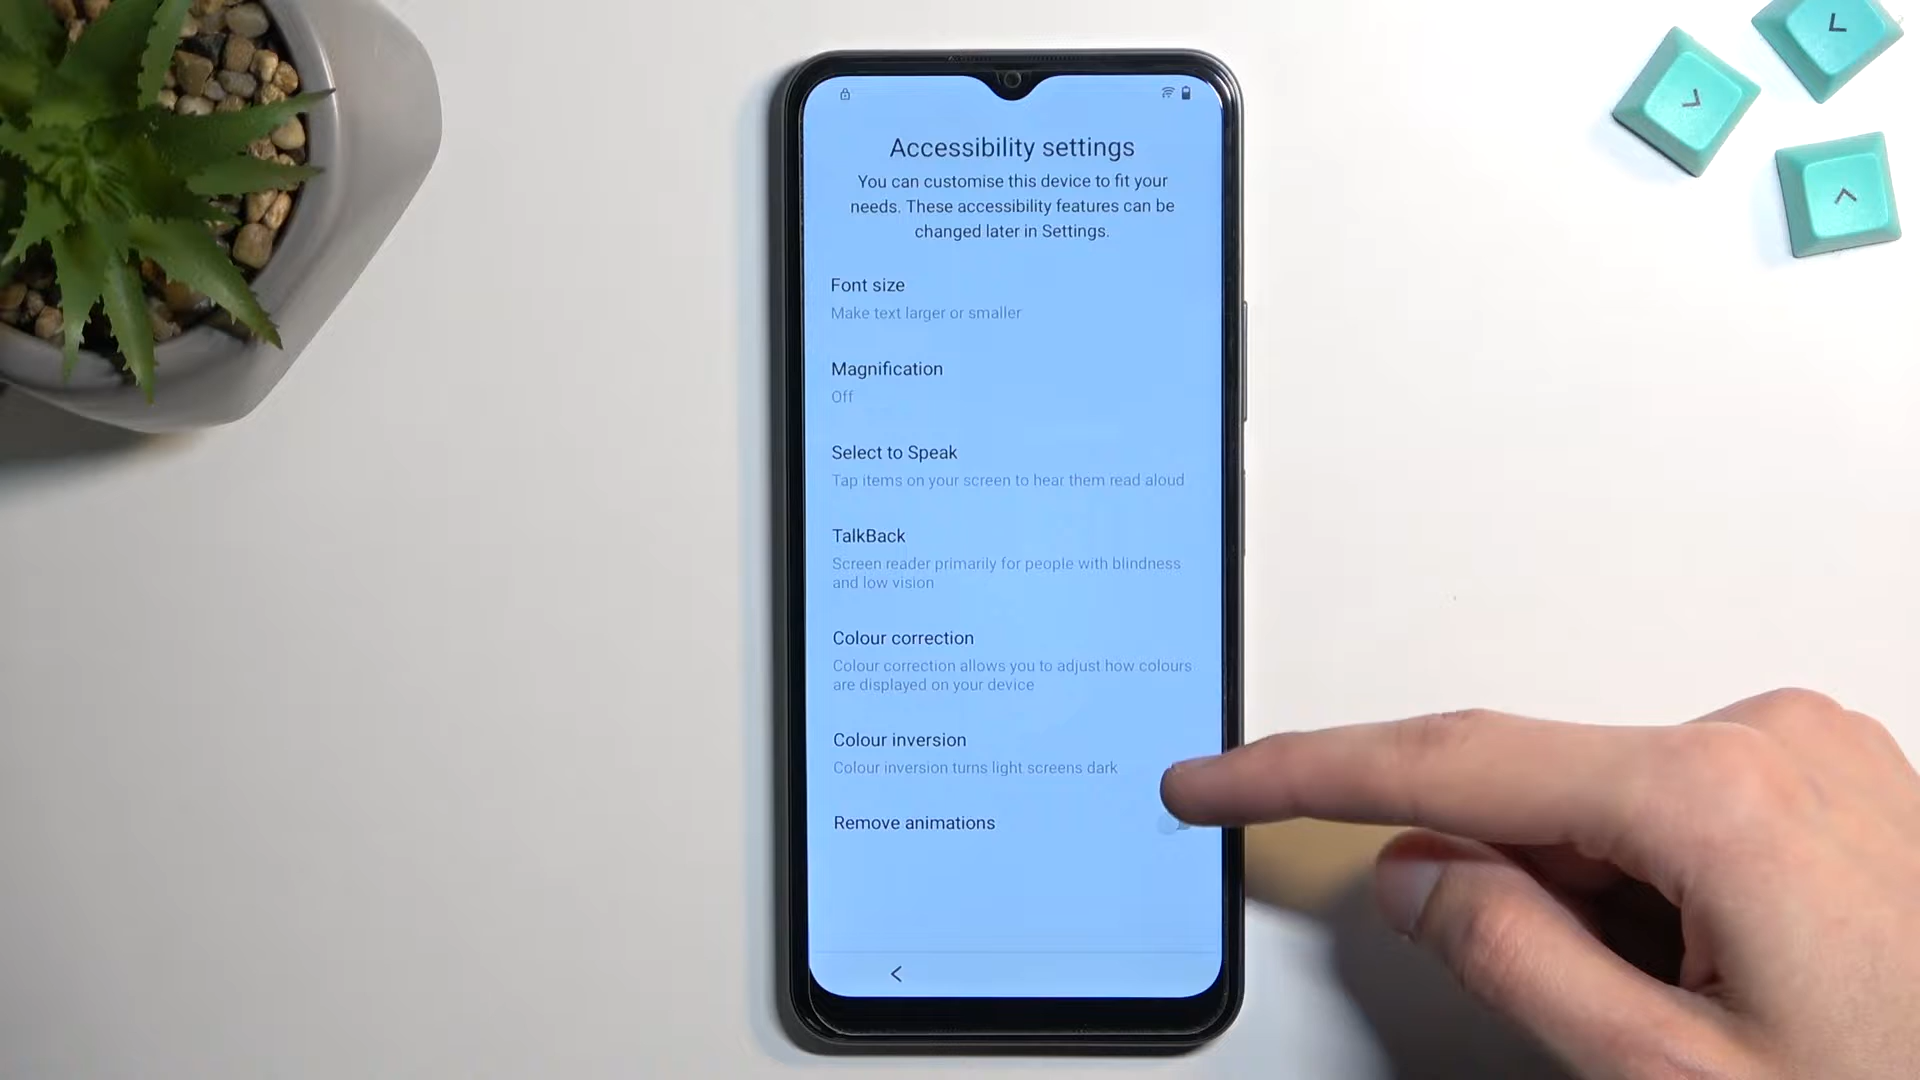 Accessibility settings
You can customise this device to fit your
needs. These accessibility features can be
changed later in Settings.
Font size
Make text larger or smaller
Magnification
Off
Select to Speak
Tap items on your screen to hear them read aloud
TalkBack
Screen reader primarily for people with blindness
and low vision
Colour correction
Colour correction allows you to adjust how colours
are displayed on your device
Colour inversion
Colour inversion turns light screens dark
Remove animations